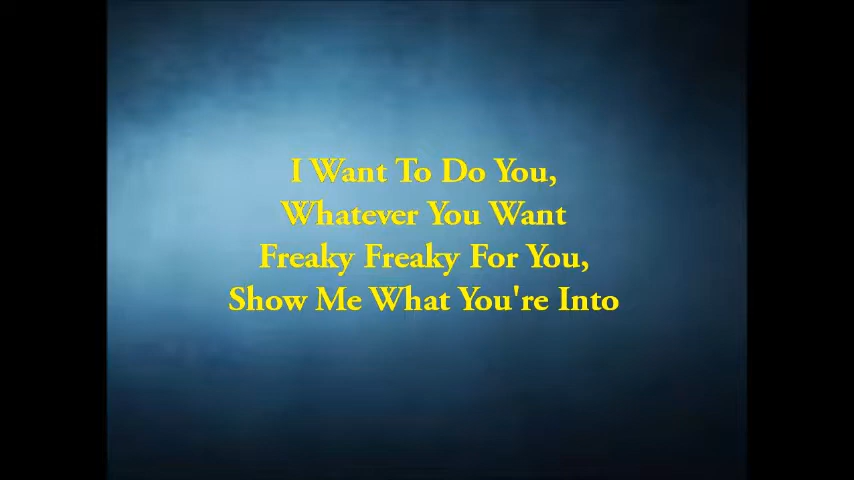 I Want To Do You,
Whatever You Want
Freaky Freaky For You,
Show Me What You're Into